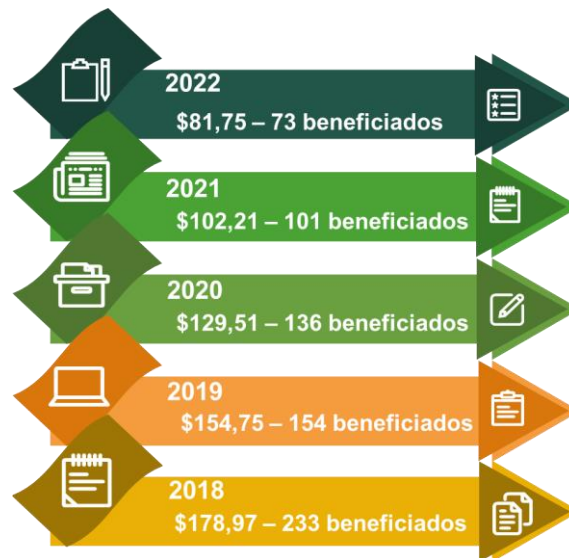 2022
$81,75 – 73 beneficiados
2021
$102,21 – 101 beneficiados
2020
$129,51 – 136 beneficiados
2019
$154,75 – 154 beneficiados
2018
$178,97 – 233 beneficiados